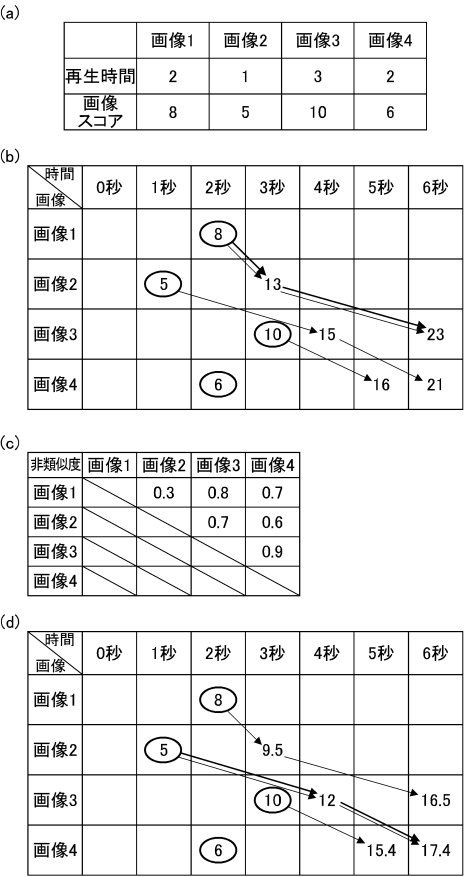 (a)
画像1 画像2 画像3 画像4
再生時間 2 1 3 2
画像
スコア 8 5 10 6
(b)
時間
画像 0秒 1秒 2秒 3秒 4秒 5秒 6秒
画像1 8
画像2 5 13
画像3 10 15 23
画像4 6 16 21
(c)
非類似度 画像1 画像2 画像3 画像4
画像1 0.3 0.8 0.7
画像2 0.7 0.6
画像3 0.9
画像4
(d)
時間
画像 0秒 1秒 2秒 3秒 4秒 5秒 6秒
画像1 8
画像2 5 9.5
画像3 10 12 16.5
画像4 6 15.4 17.4